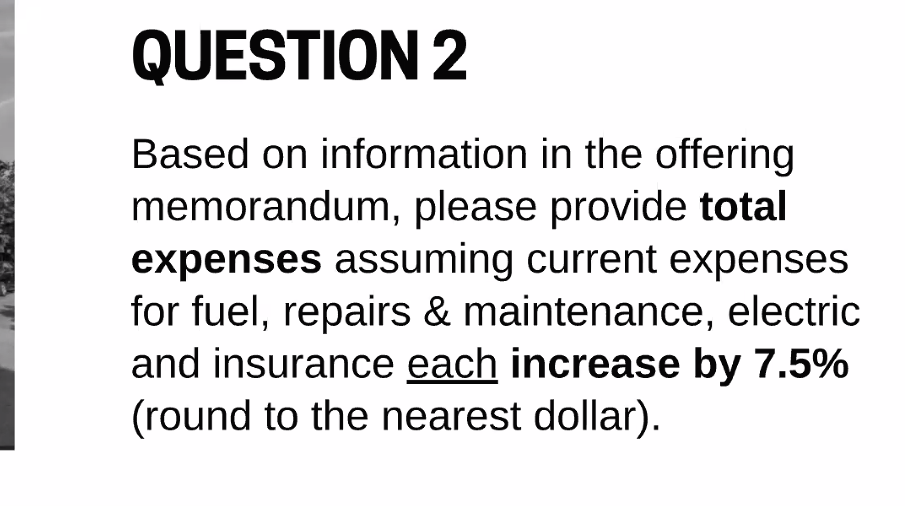 QUESTION 2
Based on information in the offering
memorandum, please provide total
expenses assuming current expenses
for fuel, repairs & maintenance, electric
and insurance each increase by 7.5%
(round to the nearest dollar).